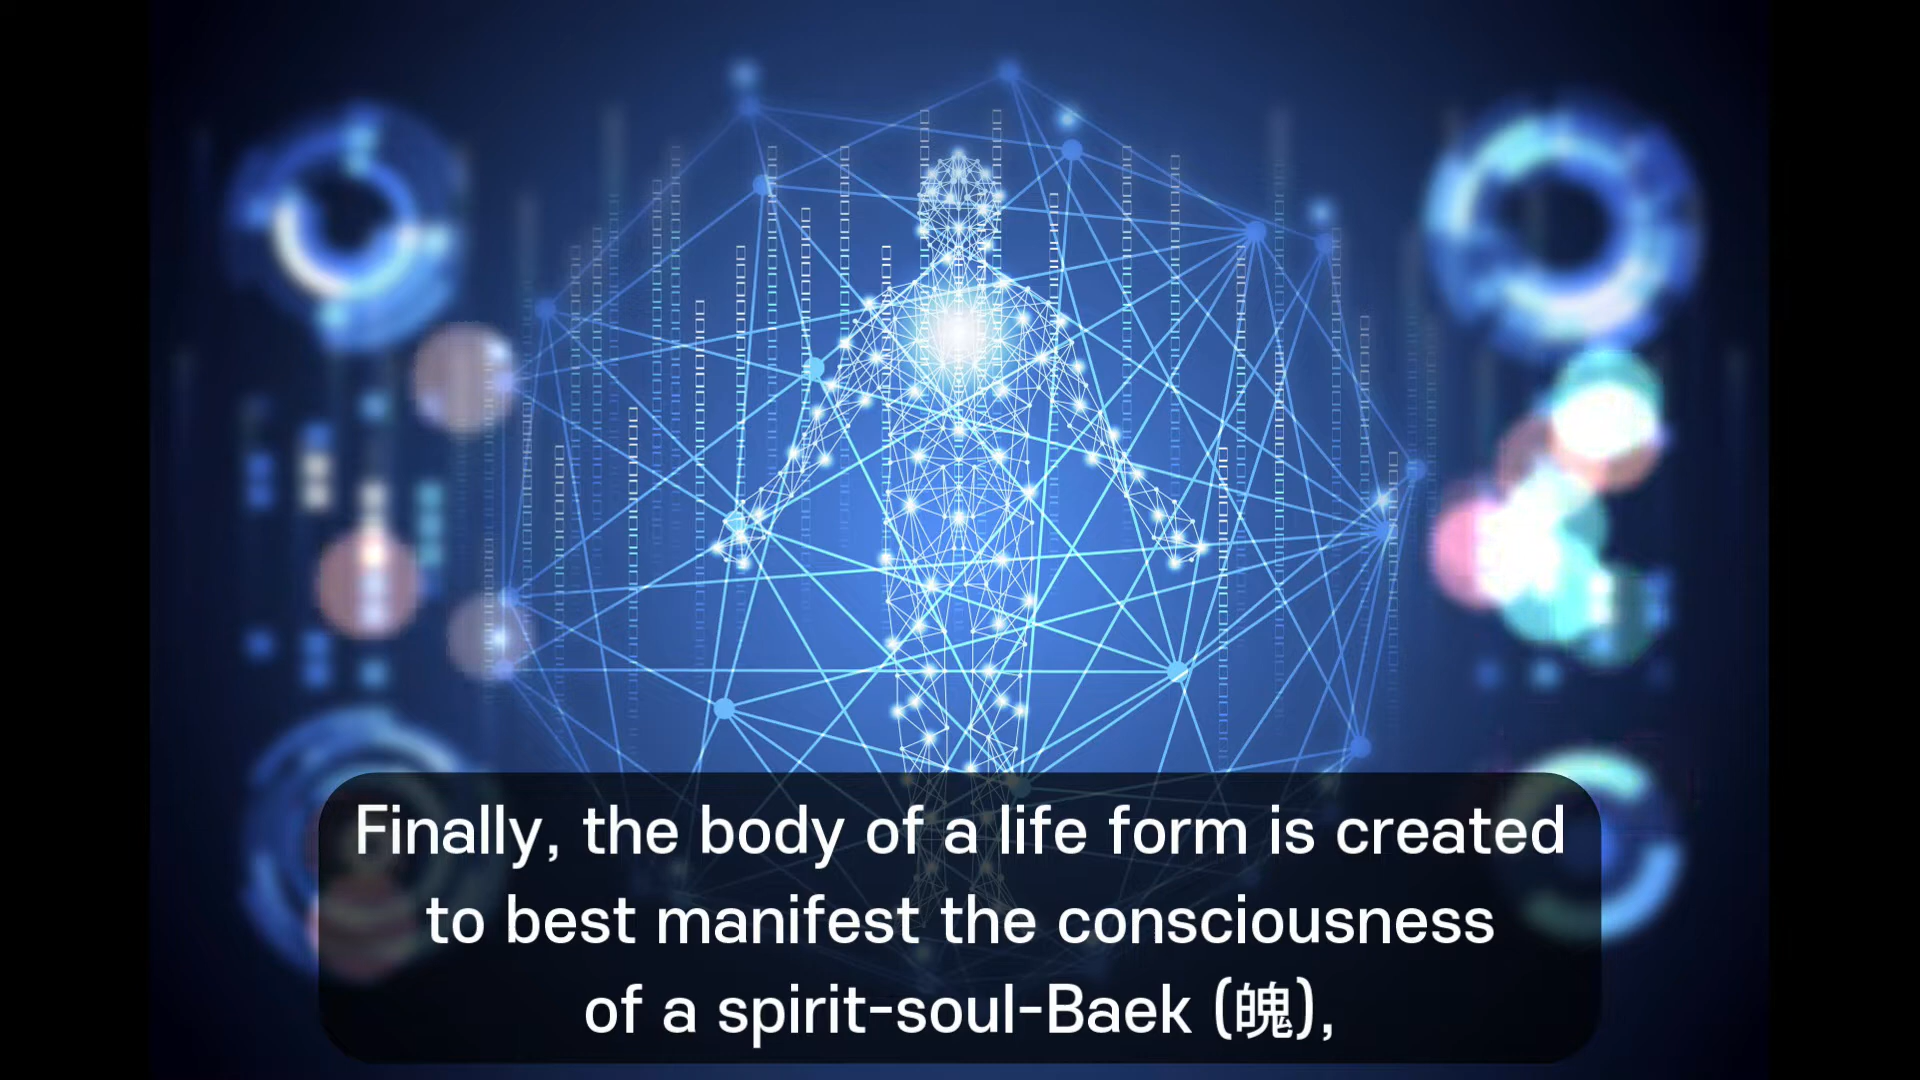 Finally, the body of a life form is created
to best manifest the consciousness
of a spirit-soul-Baek (魄),